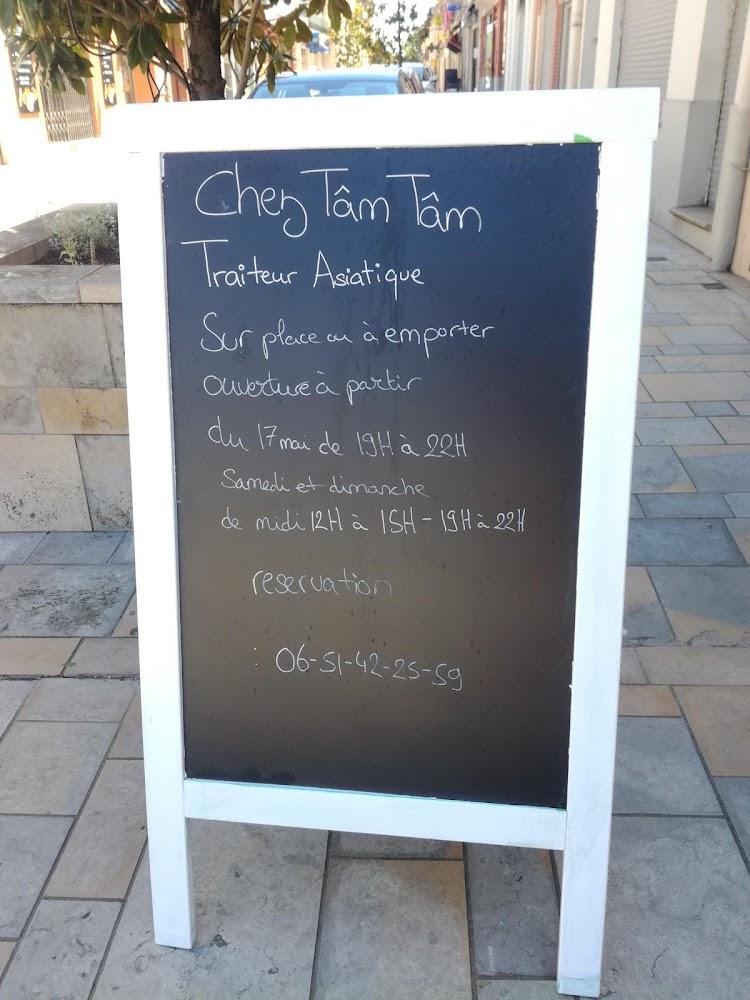 Chez Tâm Tâm
Traiteur Asiatique
Sur place ou à emporter
ouverture à partir
du 17 mai de 19H à 22H
Samedi et dimanche
de midi 12H à 15H - 19H à 22H
reservation
: 06-51-42-25-59